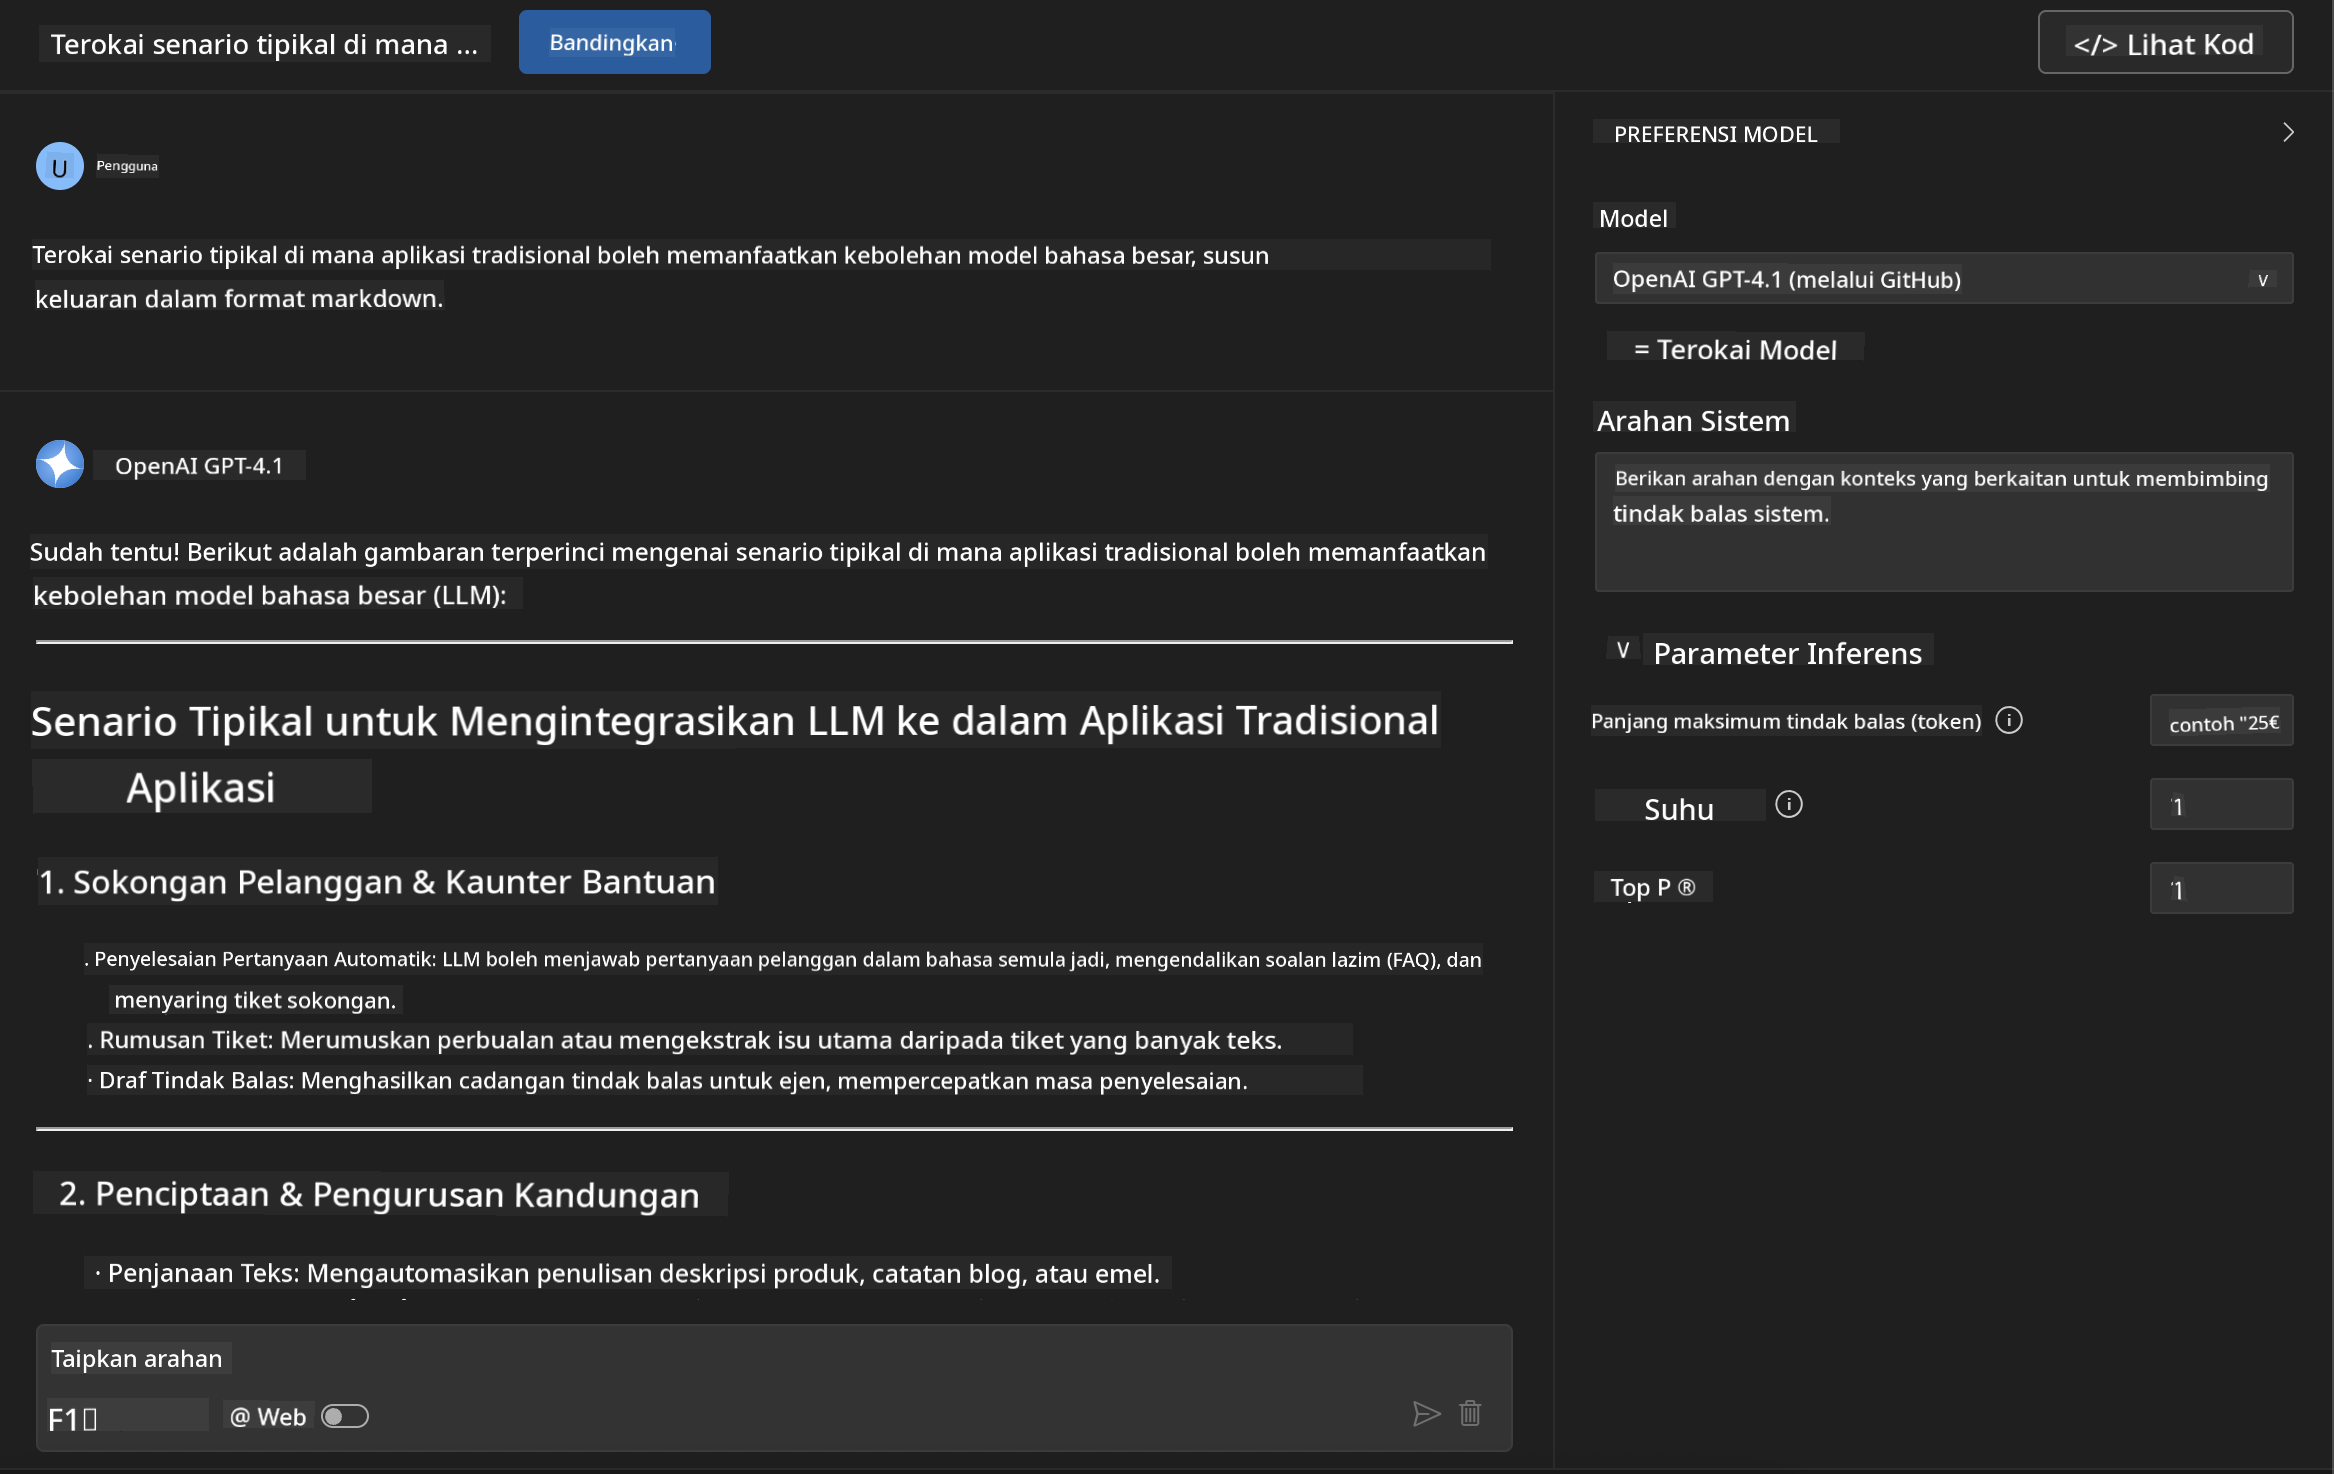 Terokai senario tipikal di mana ...
Bandingkan
</> Lihat Kod
U
Pengguna
Terokai senario tipikal di mana aplikasi tradisional boleh memanfaatkan kebolehan model bahasa besar, susun
keluaran dalam format markdown.
OpenAI GPT-4.1
Sudah tentu! Berikut adalah gambaran terperinci mengenai senario tipikal di mana aplikasi tradisional boleh memanfaatkan
kebolehan model bahasa besar (LLM):
Senario Tipikal untuk Mengintegrasikan LLM ke dalam Aplikasi Tradisional
Aplikasi
1. Sokongan Pelanggan & Kaunter Bantuan
. Penyelesaian Pertanyaan Automatik: LLM boleh menjawab pertanyaan pelanggan dalam bahasa semula jadi, mengendalikan soalan lazim (FAQ), dan
menyaring tiket sokongan.
. Rumusan Tiket: Merumuskan perbualan atau mengekstrak isu utama daripada tiket yang banyak teks.
· Draf Tindak Balas: Menghasilkan cadangan tindak balas untuk ejen, mempercepatkan masa penyelesaian.
2. Penciptaan & Pengurusan Kandungan
· Penjanaan Teks: Mengautomasikan penulisan deskripsi produk, catatan blog, atau emel.
Taipkan arahan
F1
@ Web
PREFERENSI MODEL
Model
OpenAI GPT-4.1 (melalui GitHub)
v
= Terokai Model
Arahan Sistem
Berikan arahan dengan konteks yang berkaitan untuk membimbing
tindak balas sistem.
V Parameter Inferens
Panjang maksimum tindak balas (token)
contoh "25€
Suhu
1
Top P ®
1